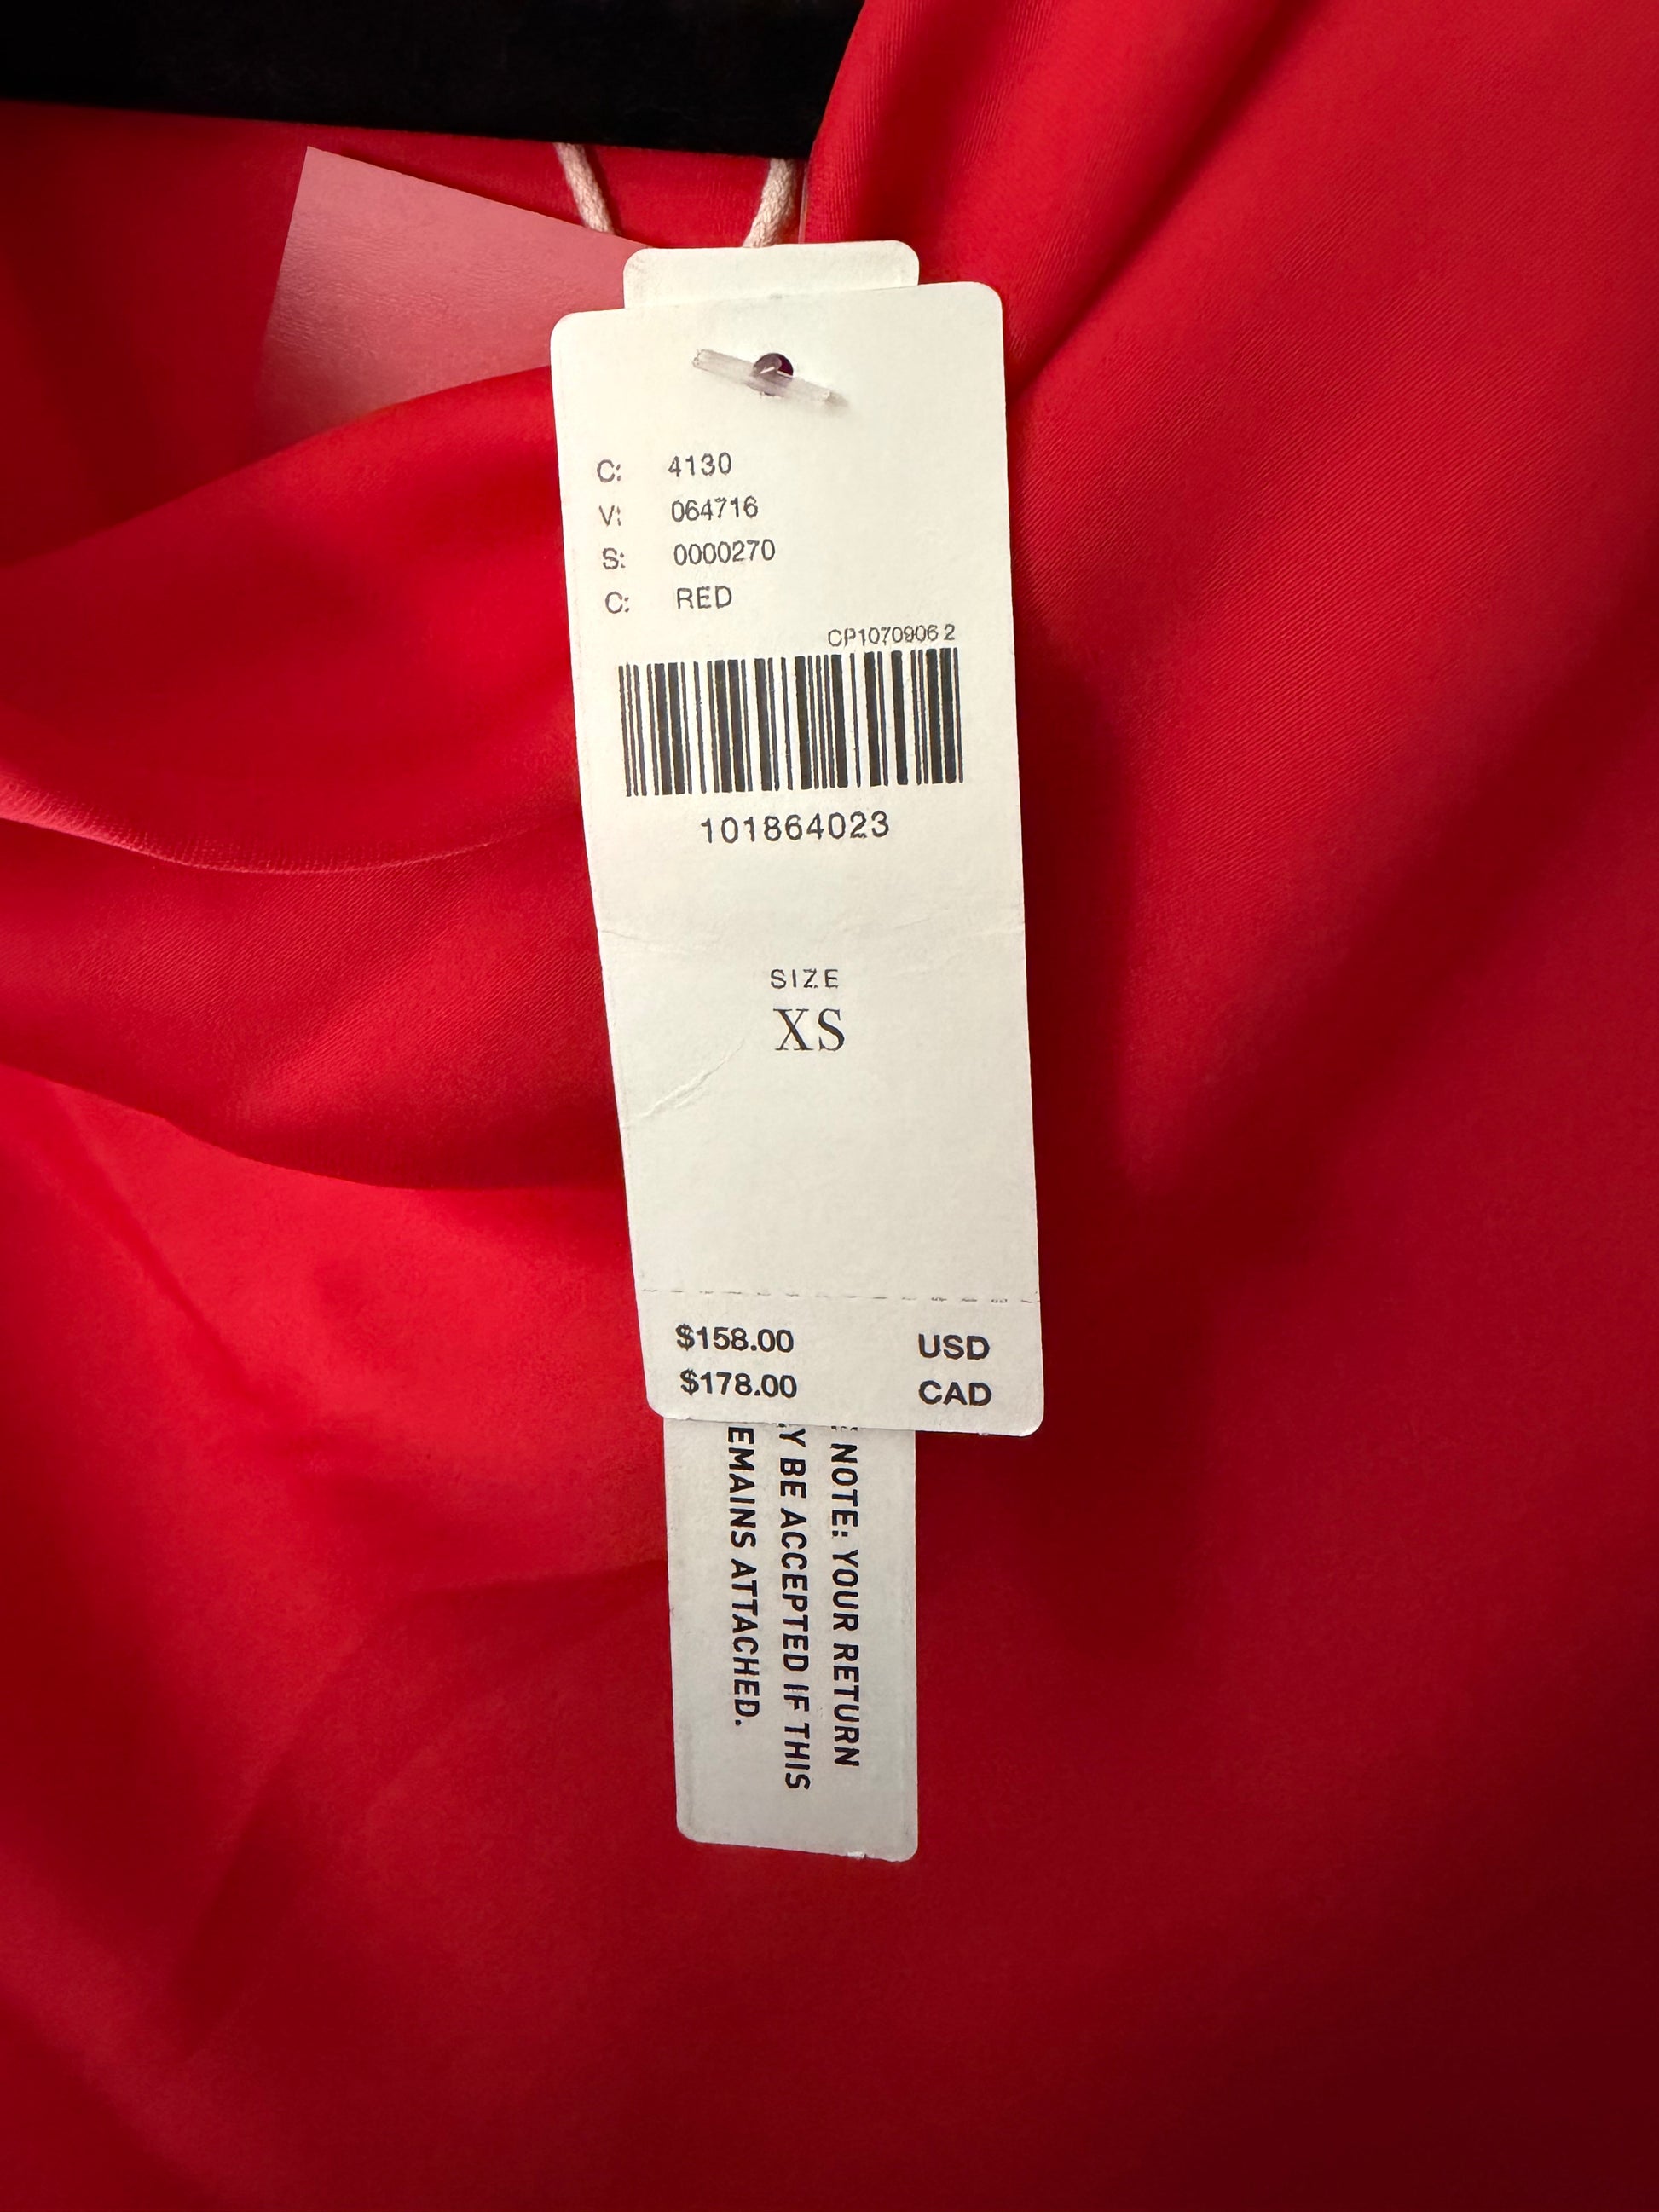 C: 4130
V: 064716
S: 0000270
C: RED
CP1070906 2
101864023
SIZE
XS
$158.00 USD
$178.00 CAD
NOTE: YOUR RETURN
BE ACCEPTED IF THIS
ATTACHED.